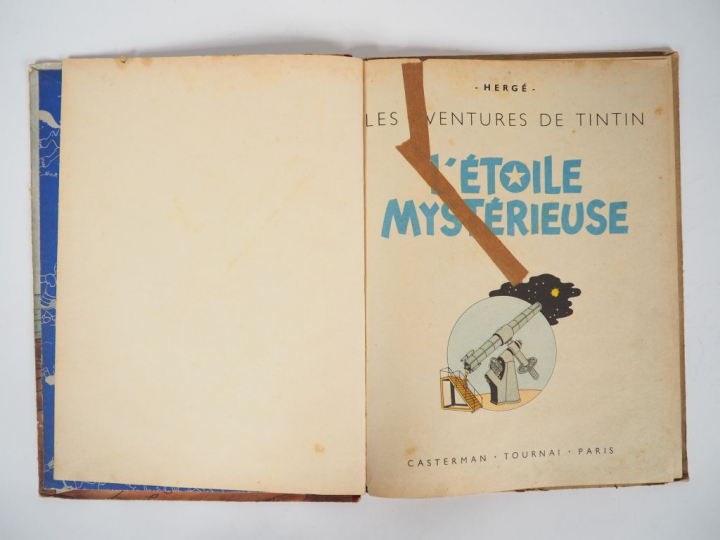 - HERGÉ -
LES AVENTURES DE TINTIN
L'ÉTOILE
MYSTÉRIEUSE
CASTERMAN · TOURNAI · PARIS